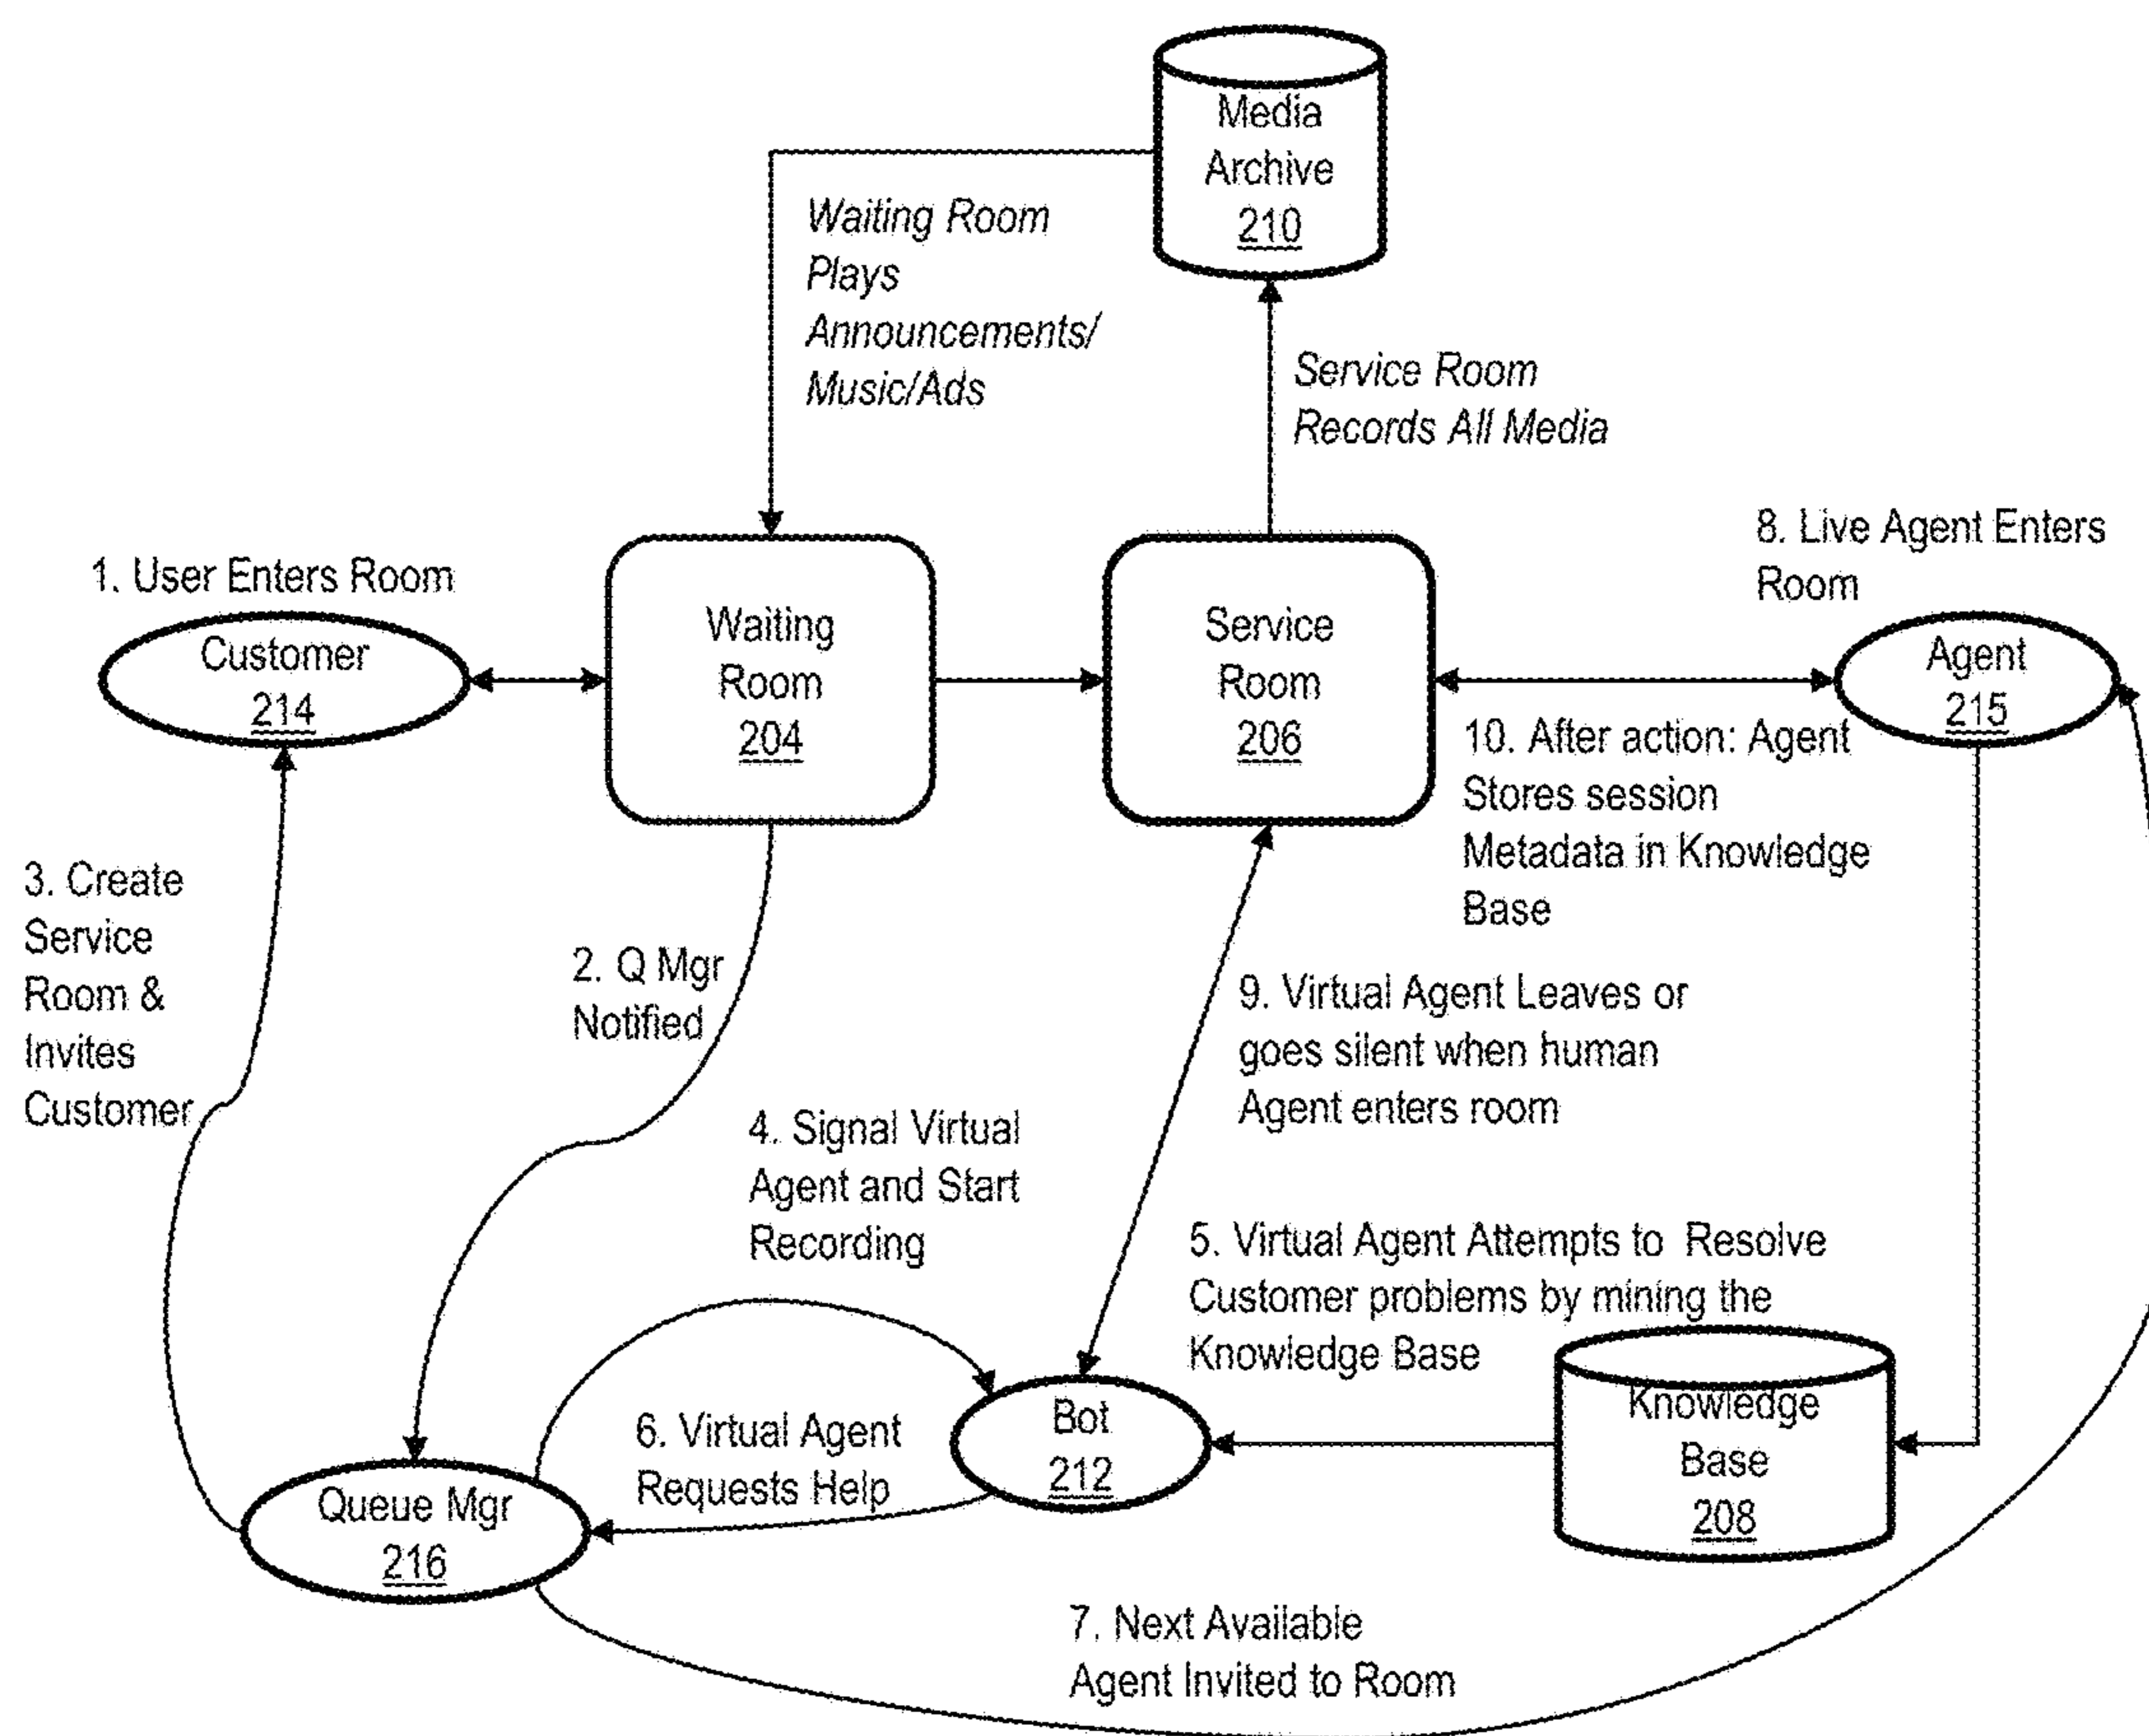 Media
Archive
210
Waiting Room
Plays
Announcements/
Music/Ads
Service Room
Records All Media
8. Live Agent Enters
Room
1. User Enters Room
Customer
214
Waiting
Room
204
Service
Room
206
Agent
215
10. After action: Agent
Stores session
Metadata in Knowledge
Base
3. Create
Service
Room &
Invites
Customer
2. Q Mgr
Notified
9. Virtual Agent Leaves or
goes silent when human
Agent enters room
4. Signal Virtual
Agent and Start
Recording
5. Virtual Agent Attempts to Resolve
Customer problems by mining the
Knowledge Base
6. Virtual Agent
Requests Help
Bot
212
Knowledge
Base
208
Queue Mgr
216
7. Next Available
Agent Invited to Room